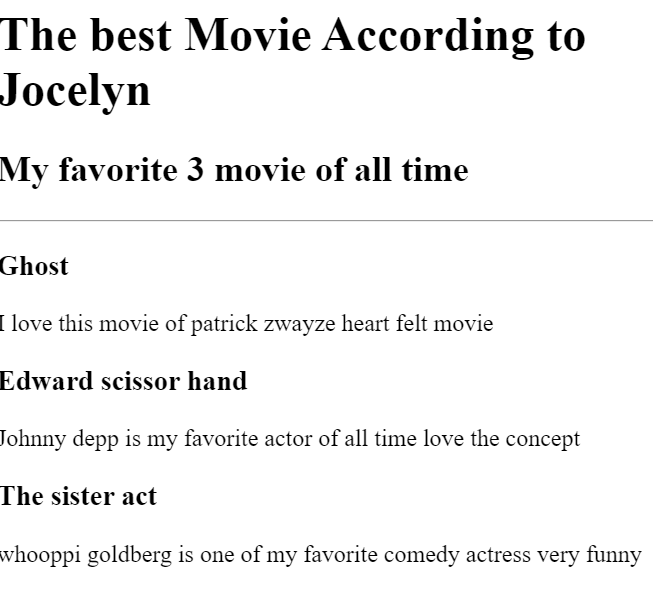 The best Movie According to
Jocelyn
My favorite 3 movie of all time
Ghost
I love this movie of patrick zwayze heart felt movie
Edward scissor hand
Johnny depp is my favorite actor of all time love the concept
The sister act
whooppi goldberg is one of my favorite comedy actress very funny